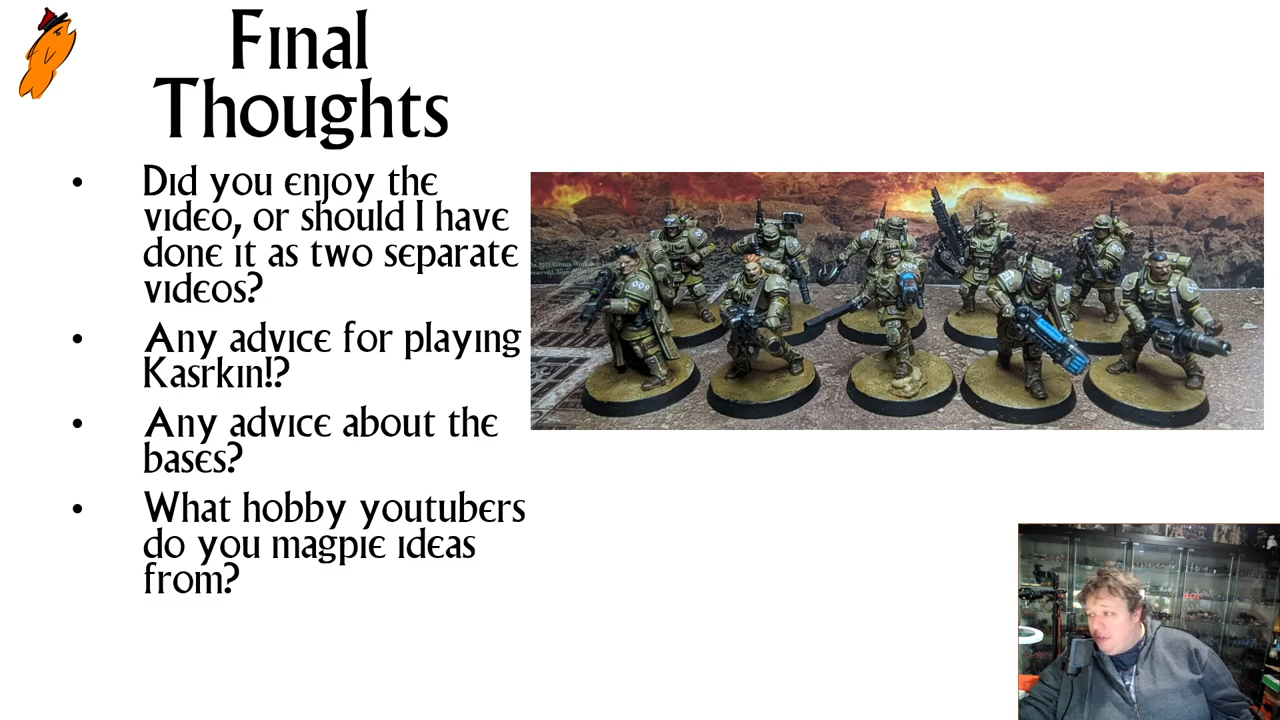 Final
Thoughts
• Did you enjoy the
video, or should I have
done it as two separate
videos?
• Any advice for playing
Kasrkin!?
• Any advice about the
bases?
• What hobby youtubers
do you magpie ideas
from?
009